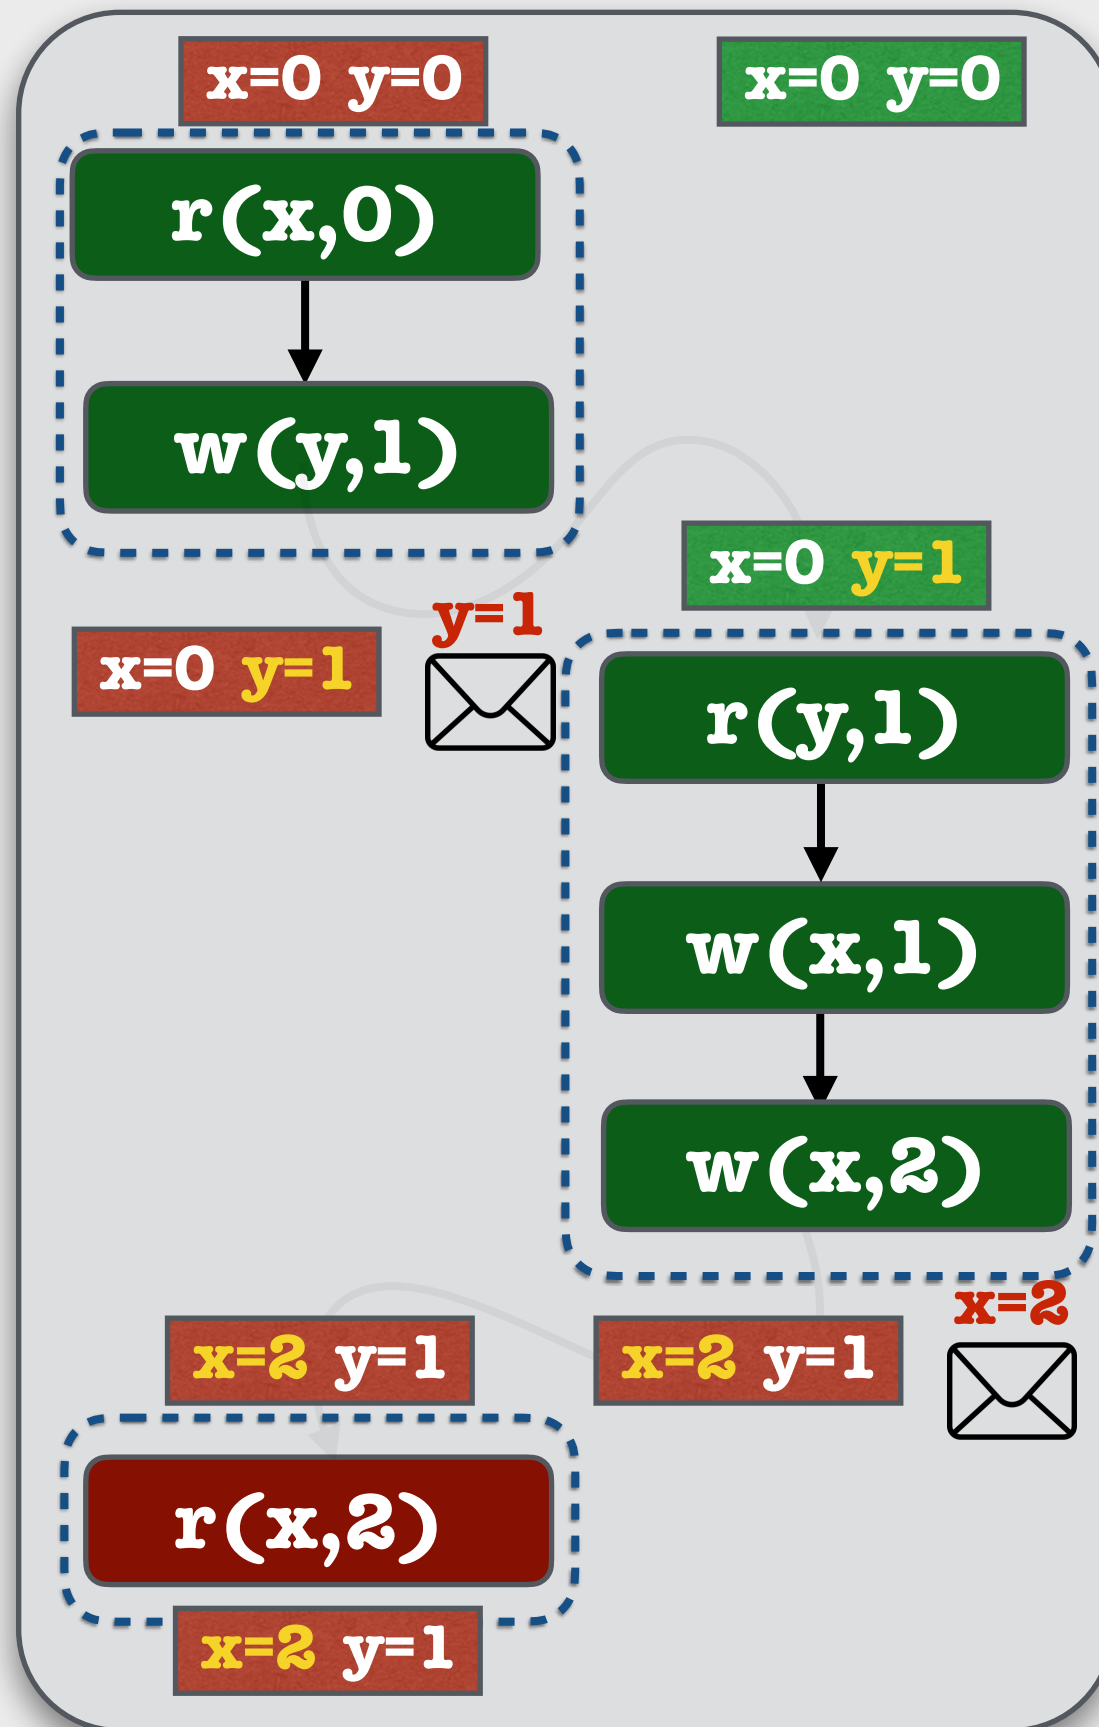 x=0 y=0
x=0 y=0
r(x,0)
w(y,1)
x=0 y=1
y=1
x=0 y=1
r(y,1)
w(x,1)
w(x,2)
x=2
x=2 y=1
x=2 y=1
r(x,2)
x=2 y=1